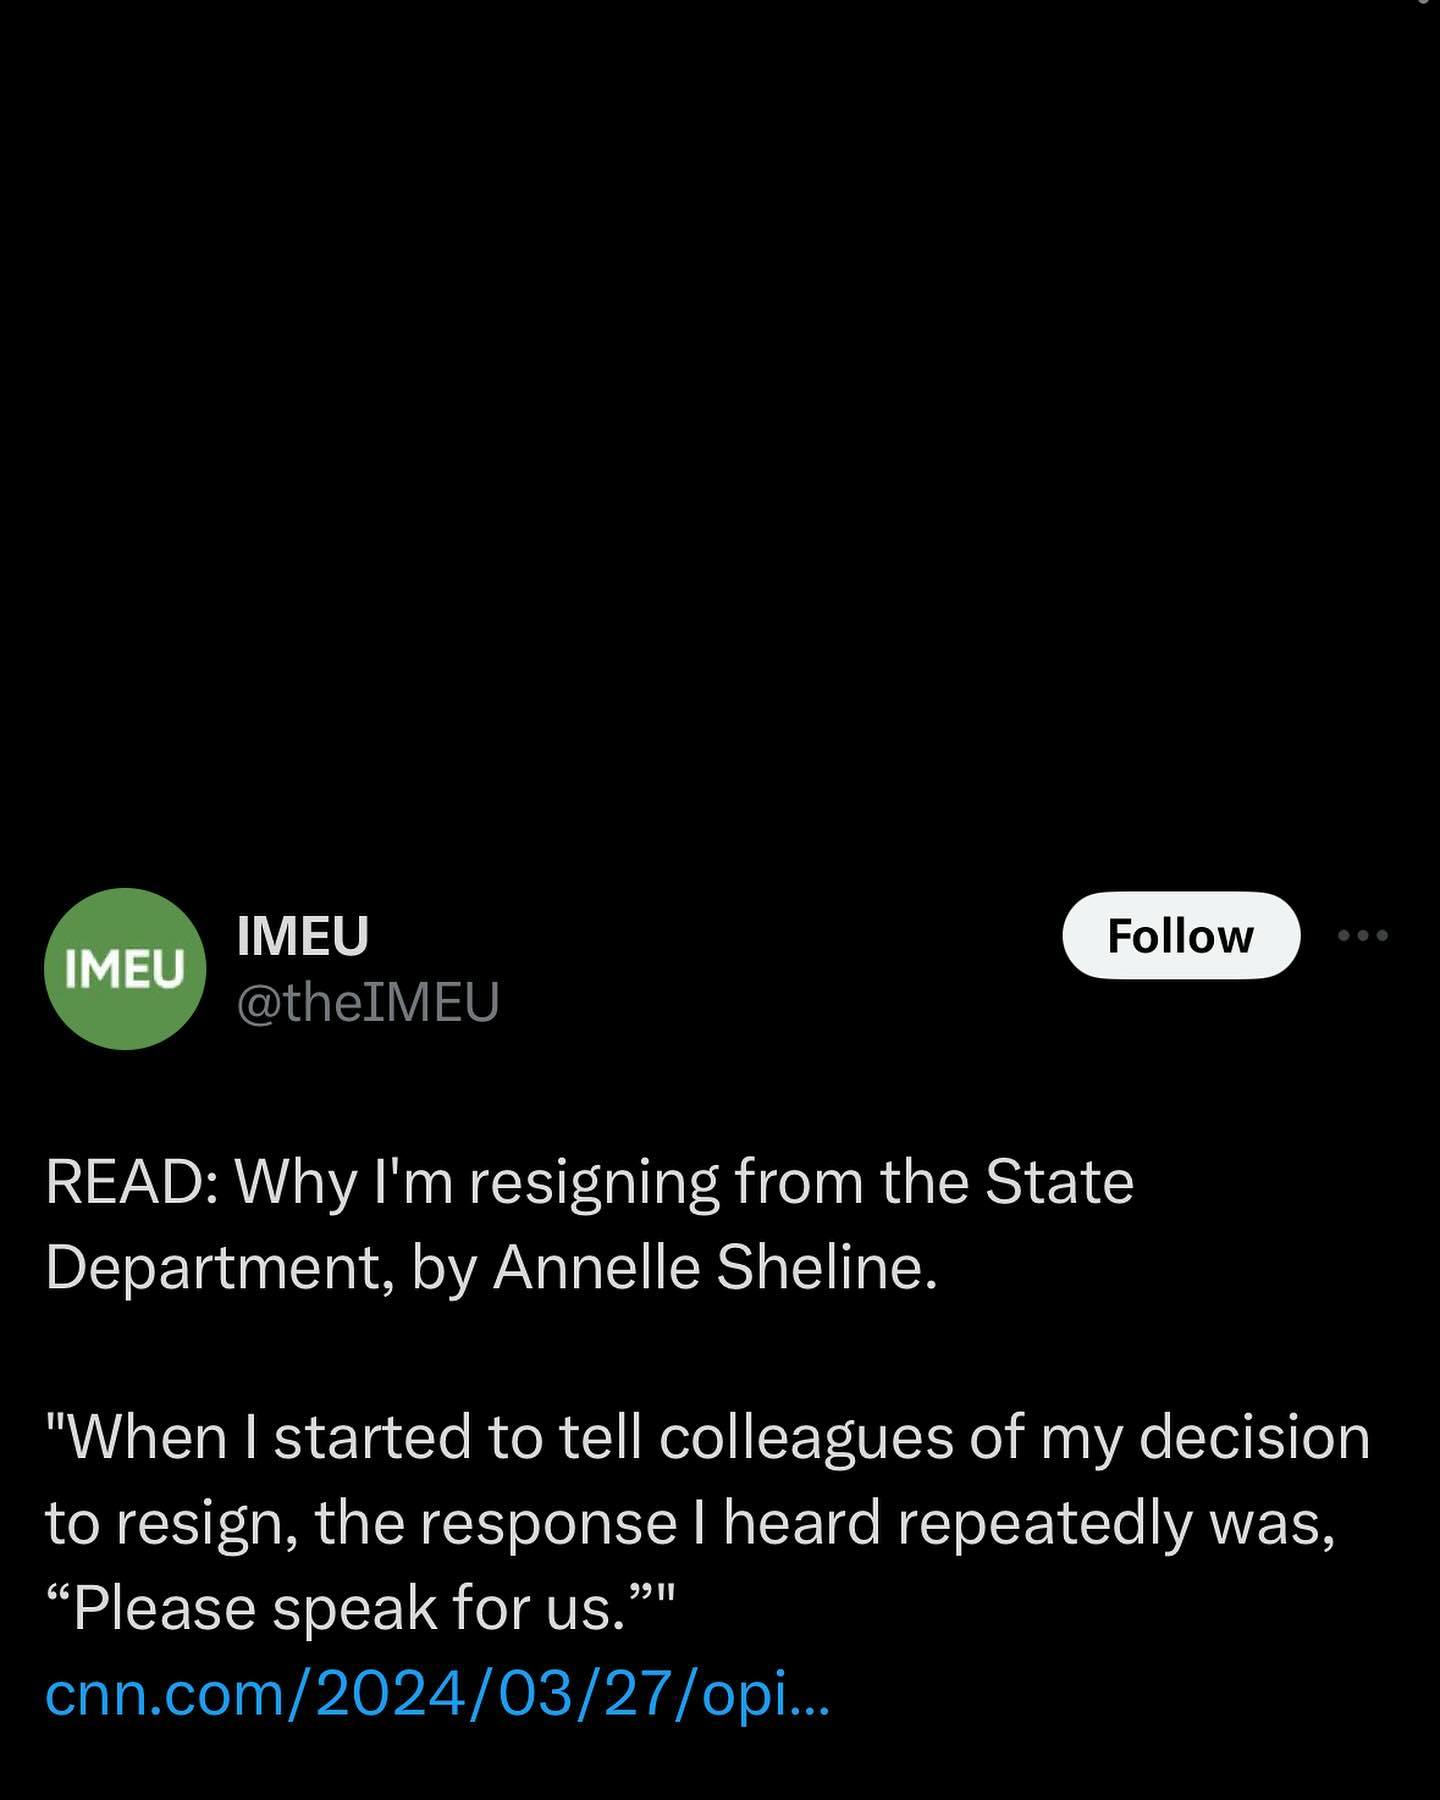 IMEU
IMEU
@theIMEU
Follow
READ: Why I'm resigning from the State
Department, by Annelle Sheline.
"When I started to tell colleagues of my decision
to resign, the response I heard repeatedly was,
“Please speak for us.”"
cnn.com/2024/03/27/opi...